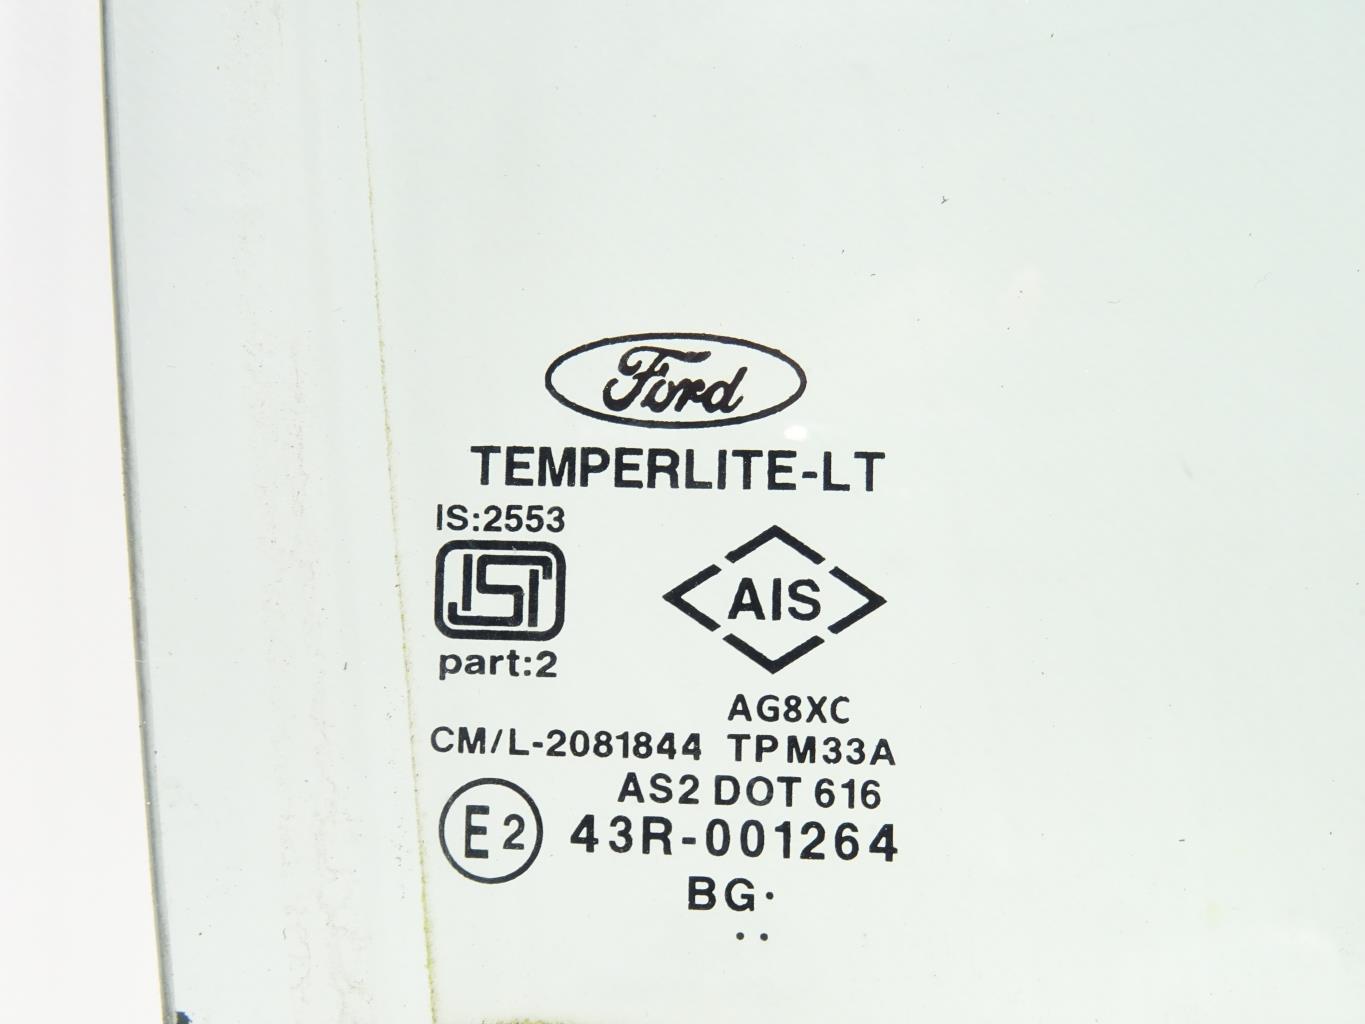 Ford
TEMPERLITE-LT
IS:2553
ISI
AIS
part:2
AG8XC
CM/L-2081844 TPM33A
AS2 DOT 616
E2 43R-001264
BG·